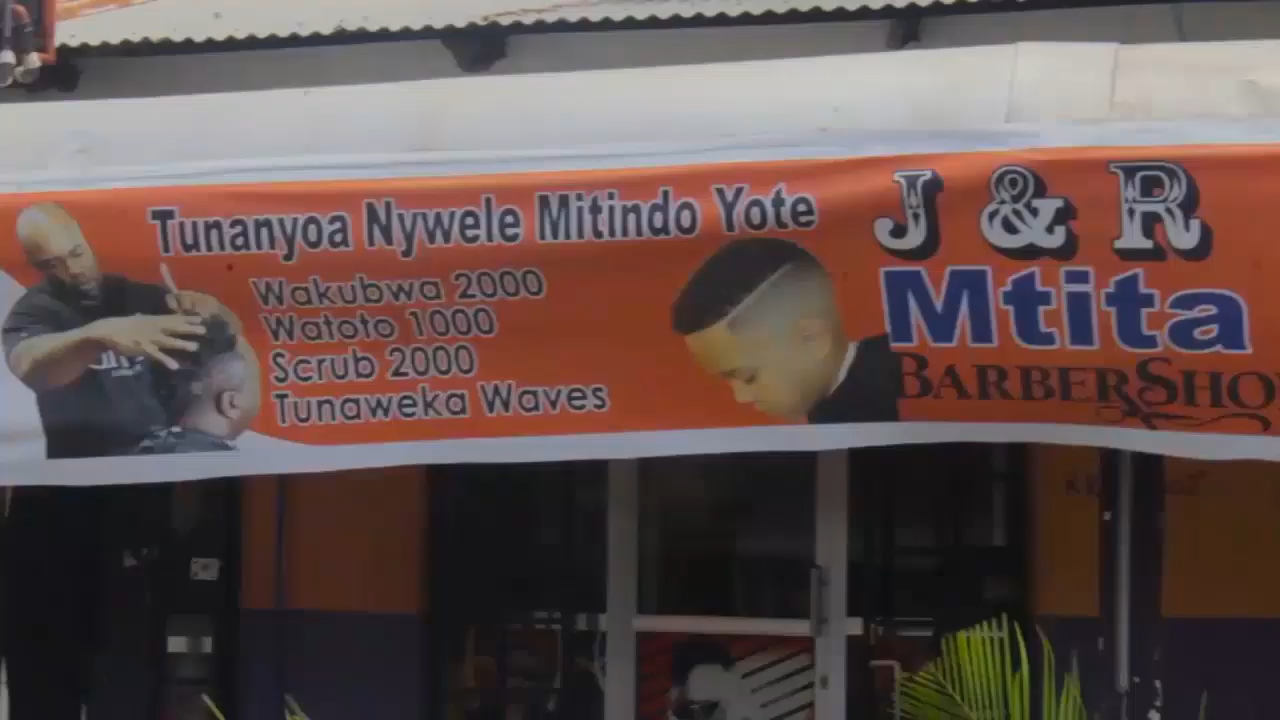 Tunanyoa Nywele Mitindo Yote
Wakubwa 2000
Watoto 1000
Scrub 2000
Tunaweka Waves
J & R
Mtita
BARBERSHO